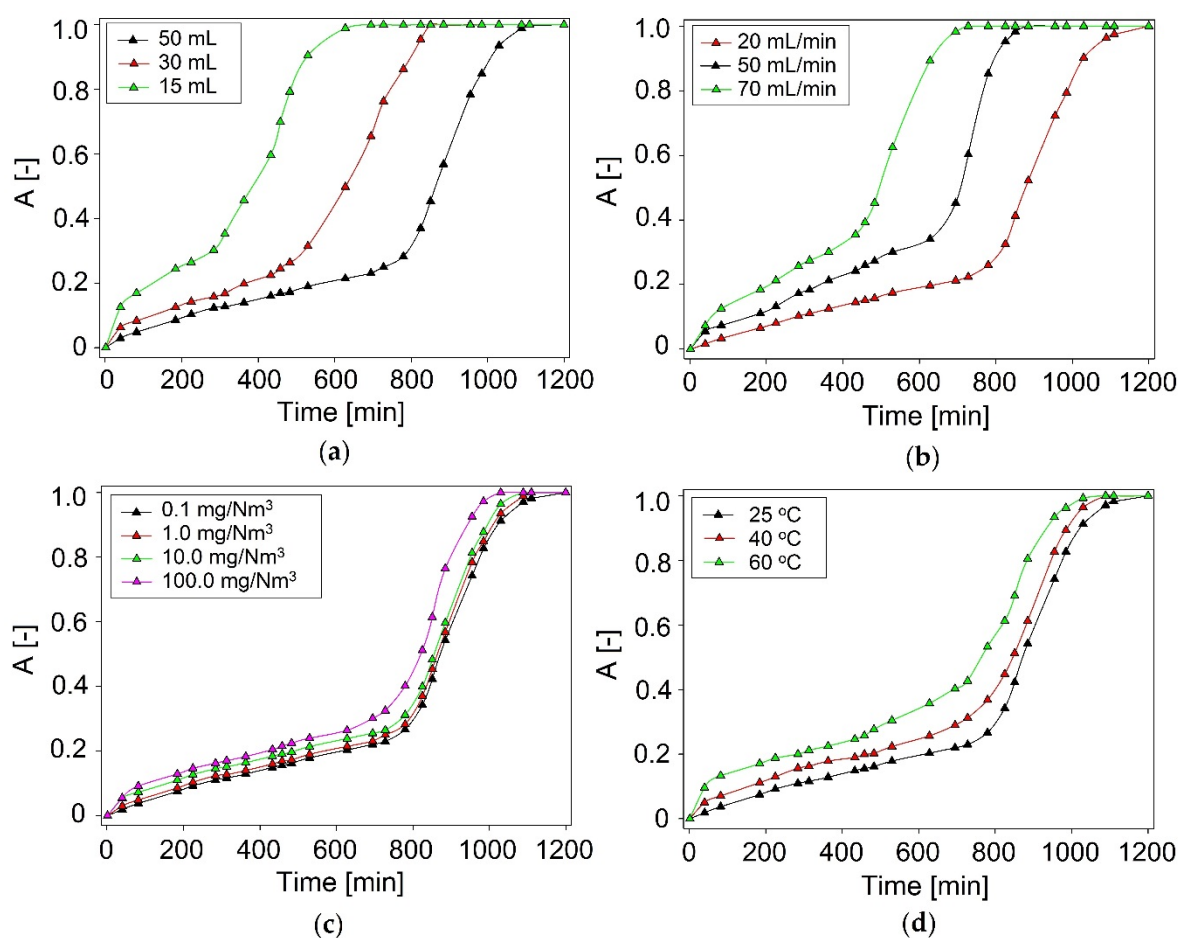 1.0
0.8
0.6
0.4
0.2
0
A [-]
50 mL
30 mL
15 mL
0 200 400 600 800 1000 1200
Time [min]
(a)
1.0
0.8
0.6
0.4
0.2
0
A [-]
20 mL/min
50 mL/min
70 mL/min
0 200 400 600 800 1000 1200
Time [min]
(b)
1.0
0.8
0.6
0.4
0.2
0
A [-]
0.1 mg/Nm³
1.0 mg/Nm³
10.0 mg/Nm³
100.0 mg/Nm³
0 200 400 600 800 1000 1200
Time [min]
(c)
1.0
0.8
0.6
0.4
0.2
0
A [-]
25 ºC
40 ºC
60 ºC
0 200 400 600 800 1000 1200
Time [min]
(d)